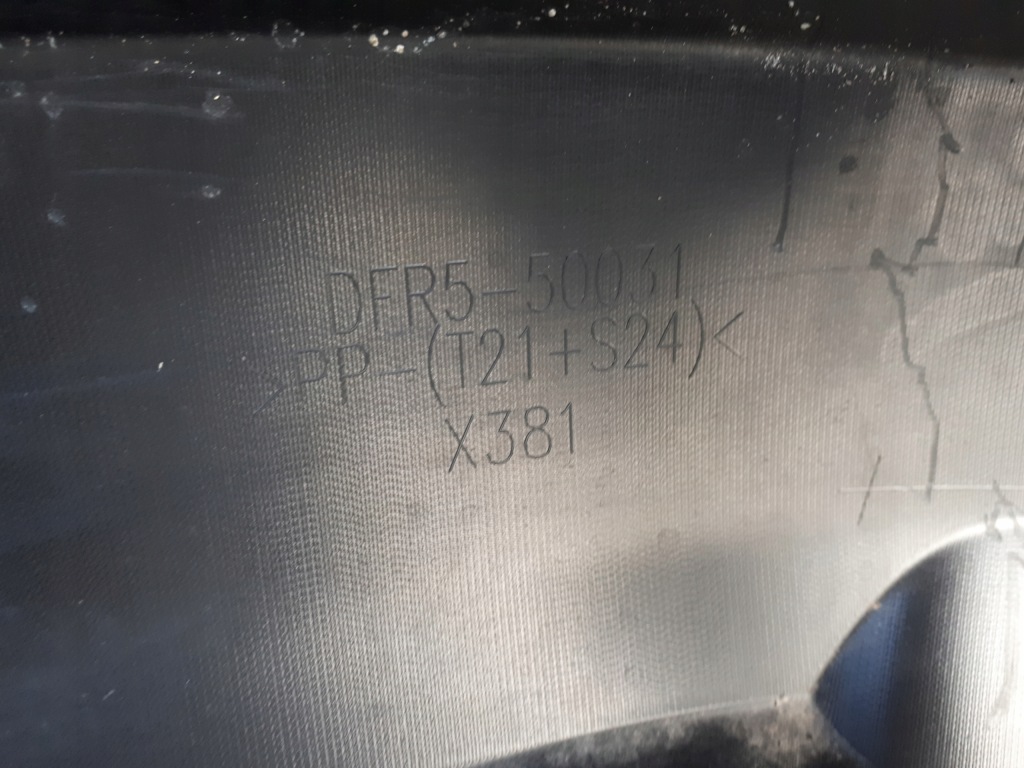 DFR5-50031
>PP-(T21+S24)<
X381